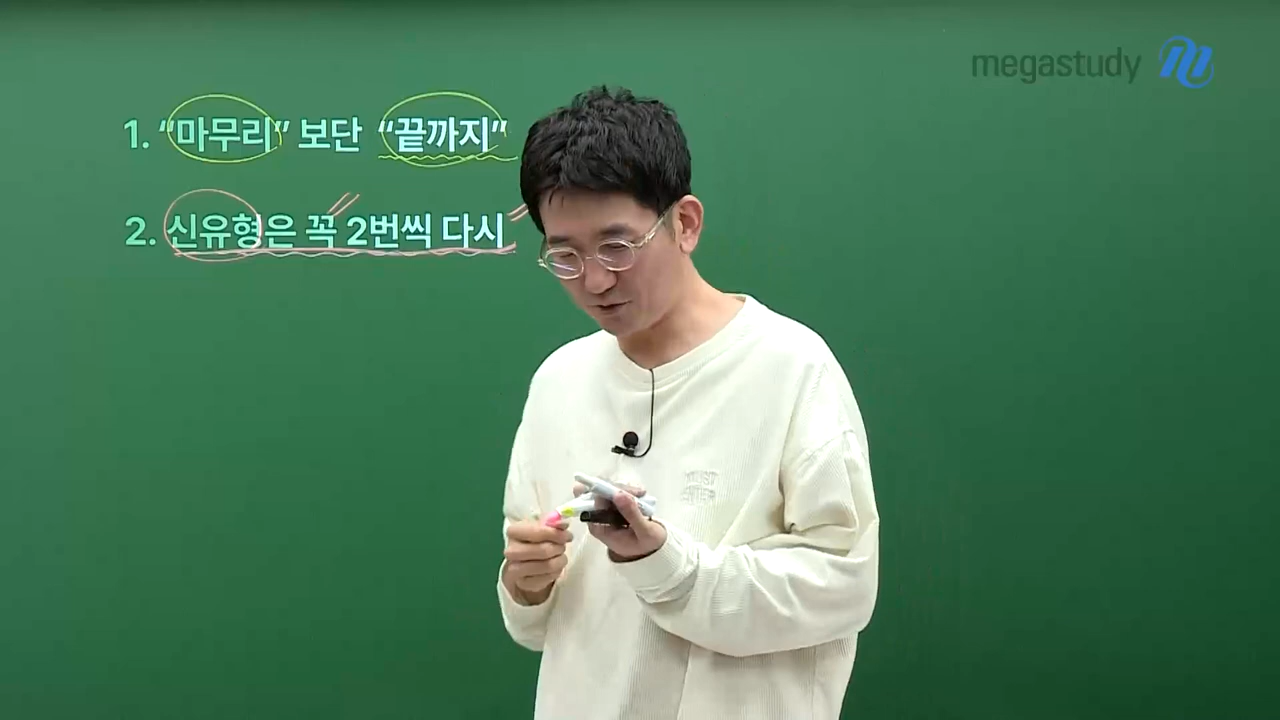 megastudy
1. “마무리” 보단 “끝까지”
2. 신유형은 꼭 2번씩 다시